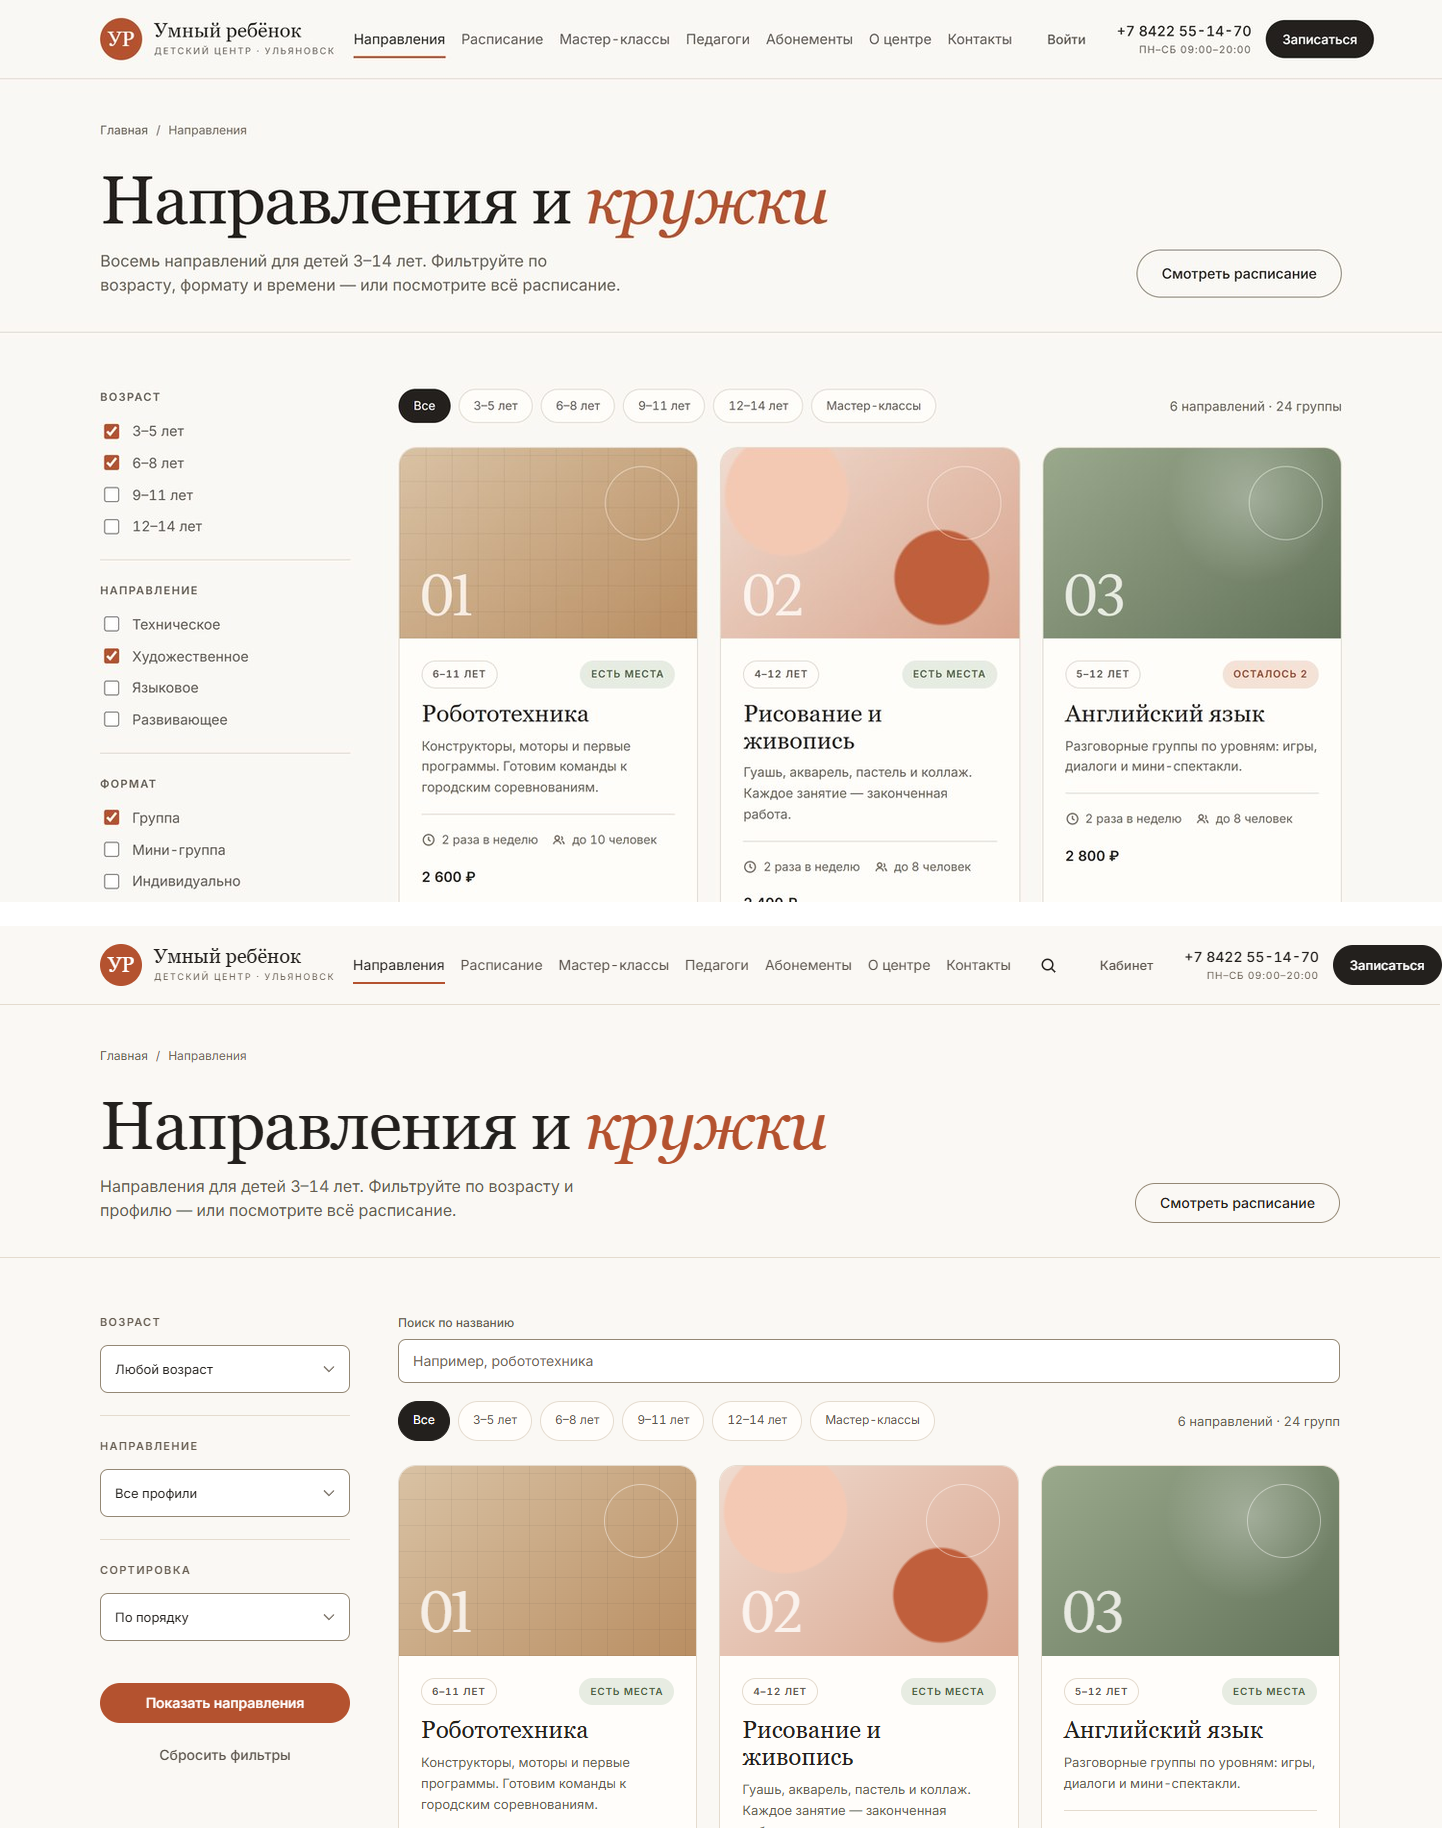 УР
Умный ребёнок
ДЕТСКИЙ ЦЕНТР · УЛЬЯНОВСК
Направления
Расписание
Мастер-классы
Педагоги
Абонементы
О центре
Контакты
Войти
+7 8422 55-14-70
ПН–СБ 09:00–20:00
Записаться
Главная / Направления
Направления и кружки
Восемь направлений для детей 3–14 лет. Фильтруйте по
возрасту, формату и времени — или посмотрите всё расписание.
Смотреть расписание
ВОЗРАСТ
3–5 лет
6–8 лет
9–11 лет
12–14 лет
НАПРАВЛЕНИЕ
Техническое
Художественное
Языковое
Развивающее
ФОРМАТ
Группа
Мини-группа
Индивидуально
Все
3–5 лет
6–8 лет
9–11 лет
12–14 лет
Мастер-классы
6 направлений · 24 группы
01
6–11 ЛЕТ
ЕСТЬ МЕСТА
Робототехника
Конструкторы, моторы и первые
программы. Готовим команды к
городским соревнованиям.
2 раза в неделю
до 10 человек
2 600 ₽
02
4–12 ЛЕТ
ЕСТЬ МЕСТА
Рисование и
живопись
Гуашь, акварель, пастель и коллаж.
Каждое занятие — законченная
работа.
2 раза в неделю
до 8 человек
2 400 ₽
03
5–12 ЛЕТ
ОСТАЛОСЬ 2
Английский язык
Разговорные группы по уровням: игры,
диалоги и мини-спектакли.
2 раза в неделю
до 8 человек
2 800 ₽
УР
Умный ребёнок
ДЕТСКИЙ ЦЕНТР · УЛЬЯНОВСК
Направления
Расписание
Мастер-классы
Педагоги
Абонементы
О центре
Контакты
Кабинет
+7 8422 55-14-70
ПН–СБ 09:00–20:00
Записаться
Главная / Направления
Направления и кружки
Направления для детей 3–14 лет. Фильтруйте по возрасту и
профилю — или посмотрите всё расписание.
Смотреть расписание
ВОЗРАСТ
Любой возраст
НАПРАВЛЕНИЕ
Все профили
СОРТИРОВКА
По порядку
Показать направления
Сбросить фильтры
Поиск по названию
Например, робототехника
Все
3–5 лет
6–8 лет
9–11 лет
12–14 лет
Мастер-классы
6 направлений · 24 групп
01
6–11 ЛЕТ
ЕСТЬ МЕСТА
Робототехника
Конструкторы, моторы и первые
программы. Готовим команды к
городским соревнованиям.
02
4–12 ЛЕТ
ЕСТЬ МЕСТА
Рисование и
живопись
Гуашь, акварель, пастель и коллаж.
Каждое занятие — законченная
03
5–12 ЛЕТ
ЕСТЬ МЕСТА
Английский язык
Разговорные группы по уровням: игры,
диалоги и мини-спектакли.